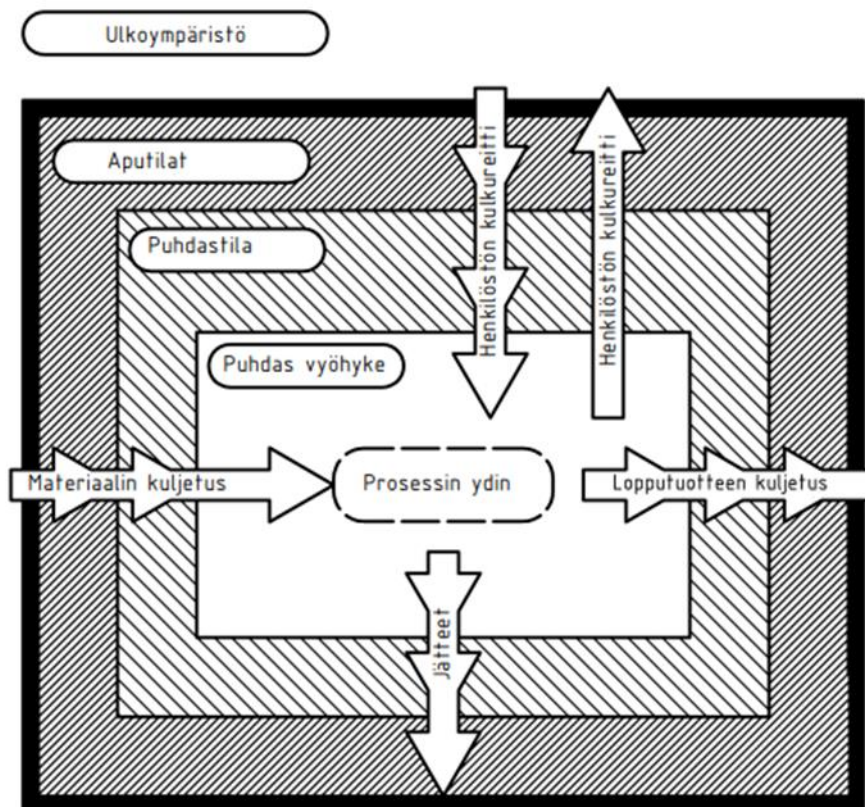 Ulkoympäristö
Aputilat
Puhdastila
Henkilöstön kulkureitti
Henkilöstön kulkureitti
Puhdas vyöhyke
Materiaalin kuljetus
Prosessin ydin
Lopputuotteen kuljetus
Jätteet